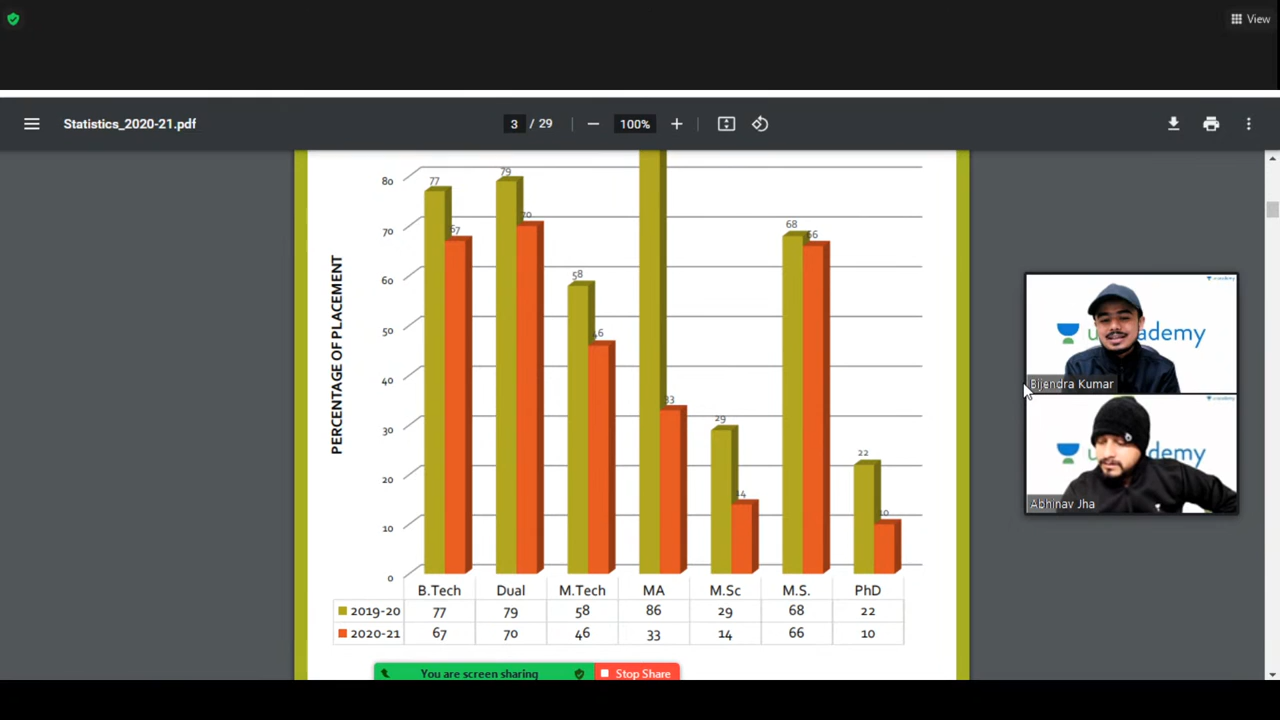 View
Statistics_2020-21.pdf
3 / 29
100%
PERCENTAGE OF PLACEMENT
80
70
60
50
40
30
20
10
0
77
67
79
70
58
46
33
29
14
68
66
22
10
B.Tech Dual M.Tech MA M.Sc M.S. PhD
2019-20 77 79 58 86 29 68 22
2020-21 67 70 46 33 14 66 10
unacademy
Bijendra Kumar
unacademy
Abhinav Jha
You are screen sharing
Stop Share